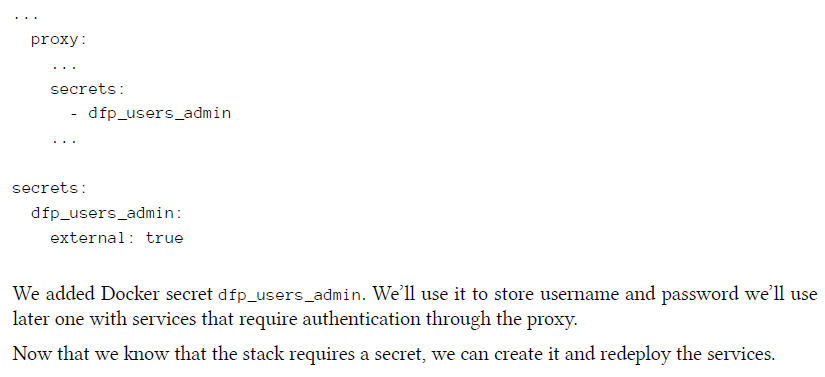 ...
  proxy:
    ...
    secrets:
      - dfp_users_admin
    ...

secrets:
  dfp_users_admin:
    external: true

We added Docker secret dfp_users_admin. We’ll use it to store username and password we’ll use
later one with services that require authentication through the proxy.
Now that we know that the stack requires a secret, we can create it and redeploy the services.